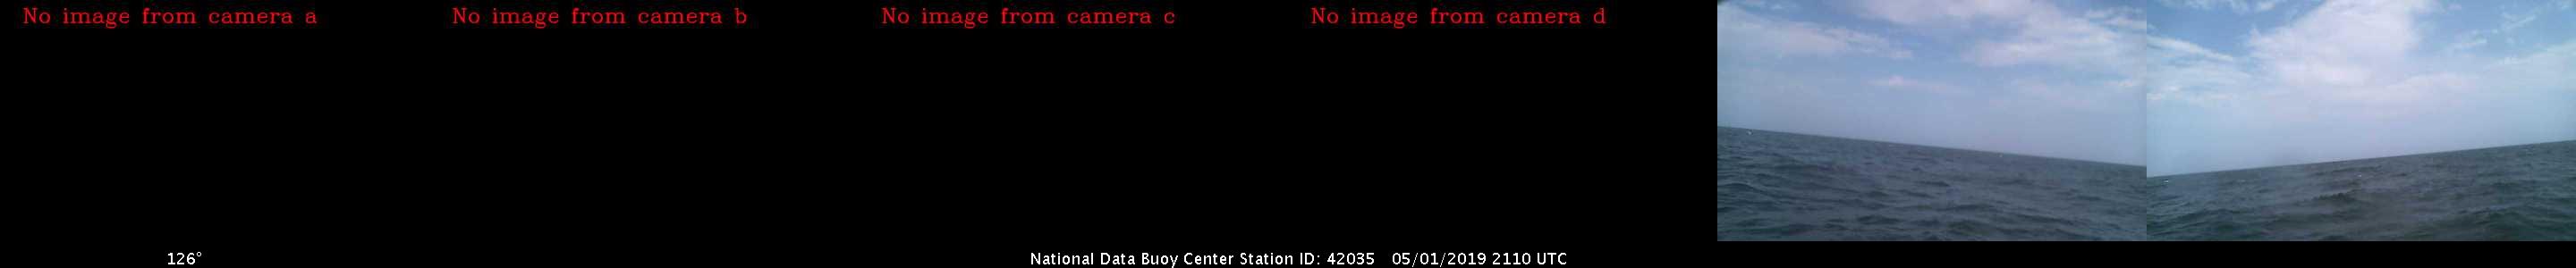 No image from camera a
No image from camera b
No image from camera c
No image from camera d
126°
National Data Buoy Center Station ID: 42035 05/01/2019 2110 UTC